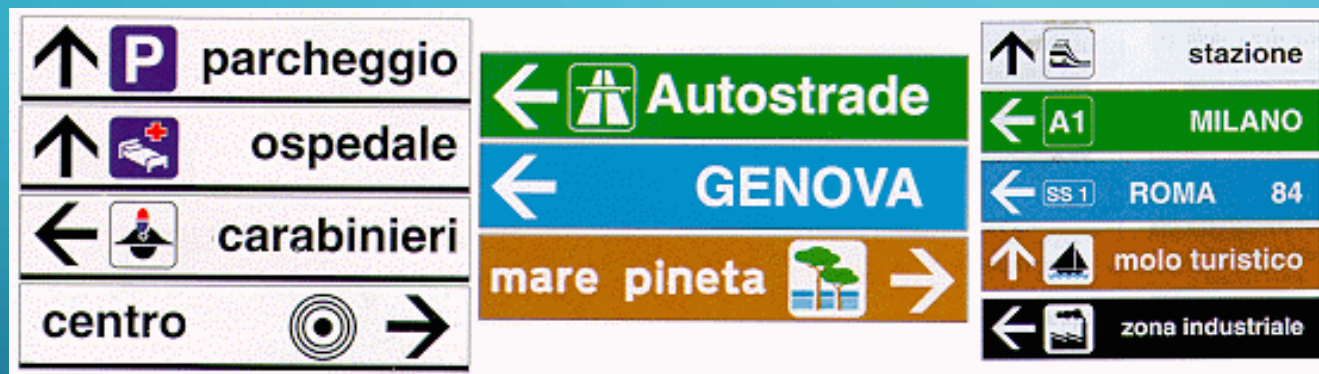 P parcheggio
ospedale
carabinieri
centro
Autostrade
GENOVA
mare pineta
stazione
A1 MILANO
SS 1 ROMA 84
molo turistico
zona industriale